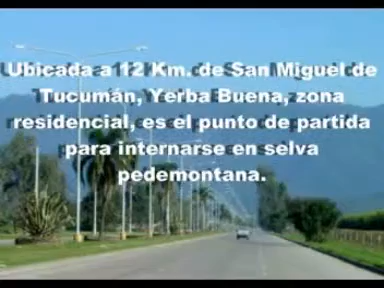 Ubicada a 12 Km. de San Miguel de
Tucumán, Yerba Buena, zona
residencial, es el punto de partida
para internarse en selva
pedemontana.